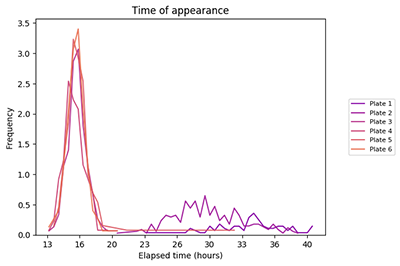 Time of appearance
3.5
3.0
2.5
2.0
1.5
1.0
0.5
0.0
Frequency
13 16 20 23 26 30 33 36 40
Elapsed time (hours)
Plate 1
Plate 2
Plate 3
Plate 4
Plate 5
Plate 6